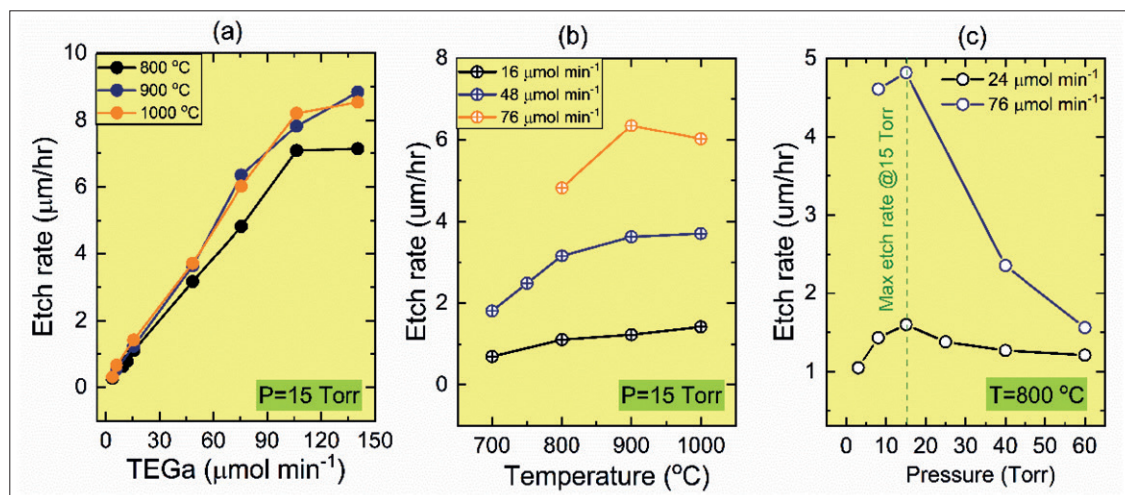 (a)
Etch rate (μm/hr)
10
8
6
4
2
0
800 °C
900 °C
1000 °C
P=15 Torr
0 30 60 90 120 150
TEGa (μmol min⁻¹)
(b)
Etch rate (μm/hr)
8
6
4
2
0
16 μmol min⁻¹
48 μmol min⁻¹
76 μmol min⁻¹
P=15 Torr
700 800 900 1000
Temperature (°C)
(c)
Etch rate (um/hr)
5
4
3
2
1
24 μmol min⁻¹
76 μmol min⁻¹
Max etch rate @15 Torr
T=800 °C
0 10 20 30 40 50 60
Pressure (Torr)